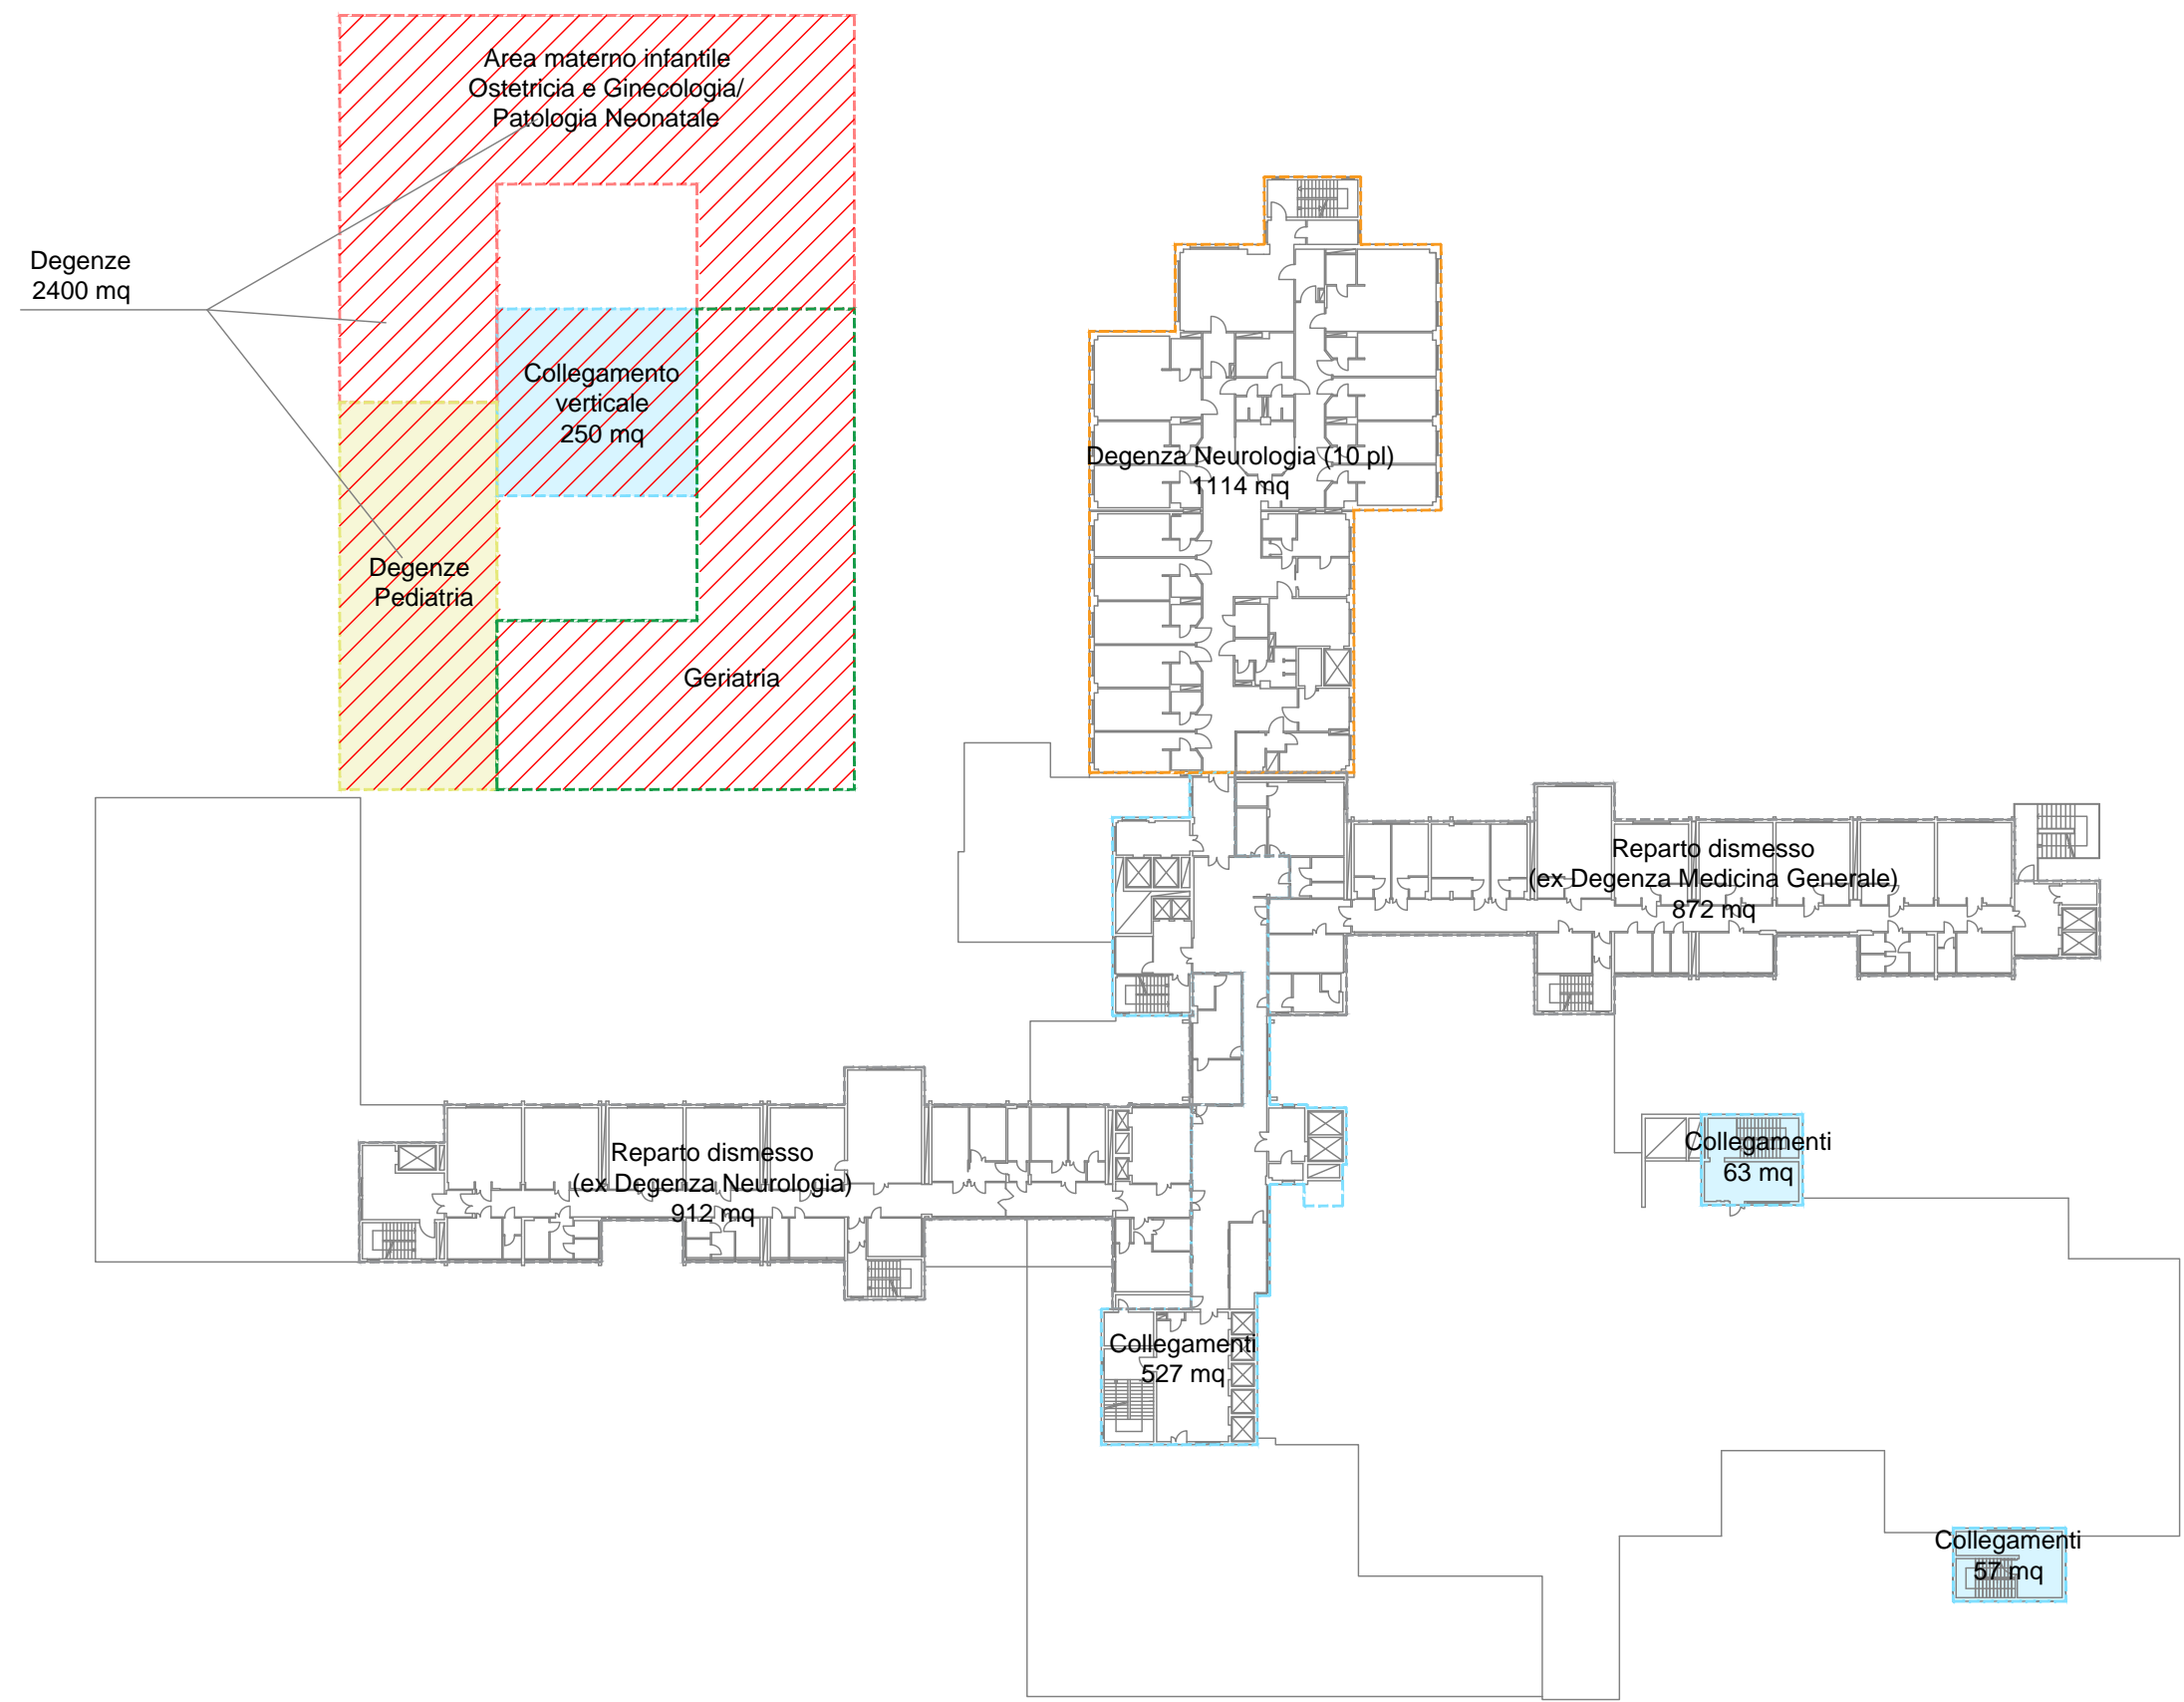 Area materno infantile
Ostetricia e Ginecologia/
Patologia Neonatale
Degenze
2400 mq
Collegamento
verticale
250 mq
Degenze
Pediatria
Geriatria
Degenza Neurologia (10 pl)
1114 mq
Reparto dismesso
(ex Degenza Medicina Generale)
872 mq
Reparto dismesso
(ex Degenza Neurologia)
912 mq
Collegamenti
63 mq
Collegamenti
527 mq
Collegamenti
57 mq